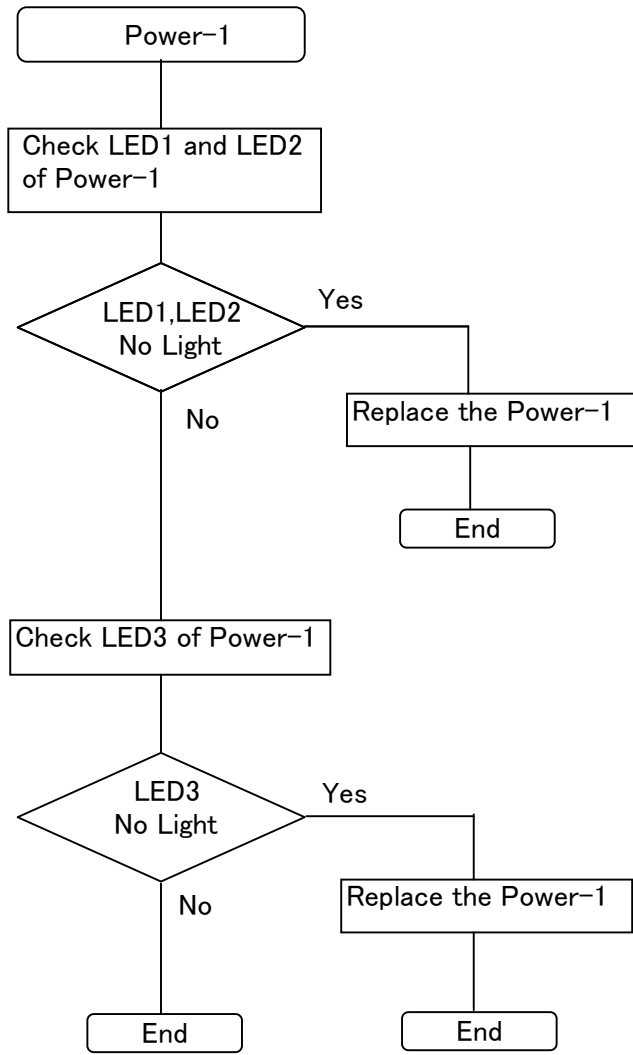 Power-1
Check LED1 and LED2
of Power-1
LED1,LED2
No Light
Yes
No
Replace the Power-1
End
Check LED3 of Power-1
LED3
No Light
Yes
No
Replace the Power-1
End
End